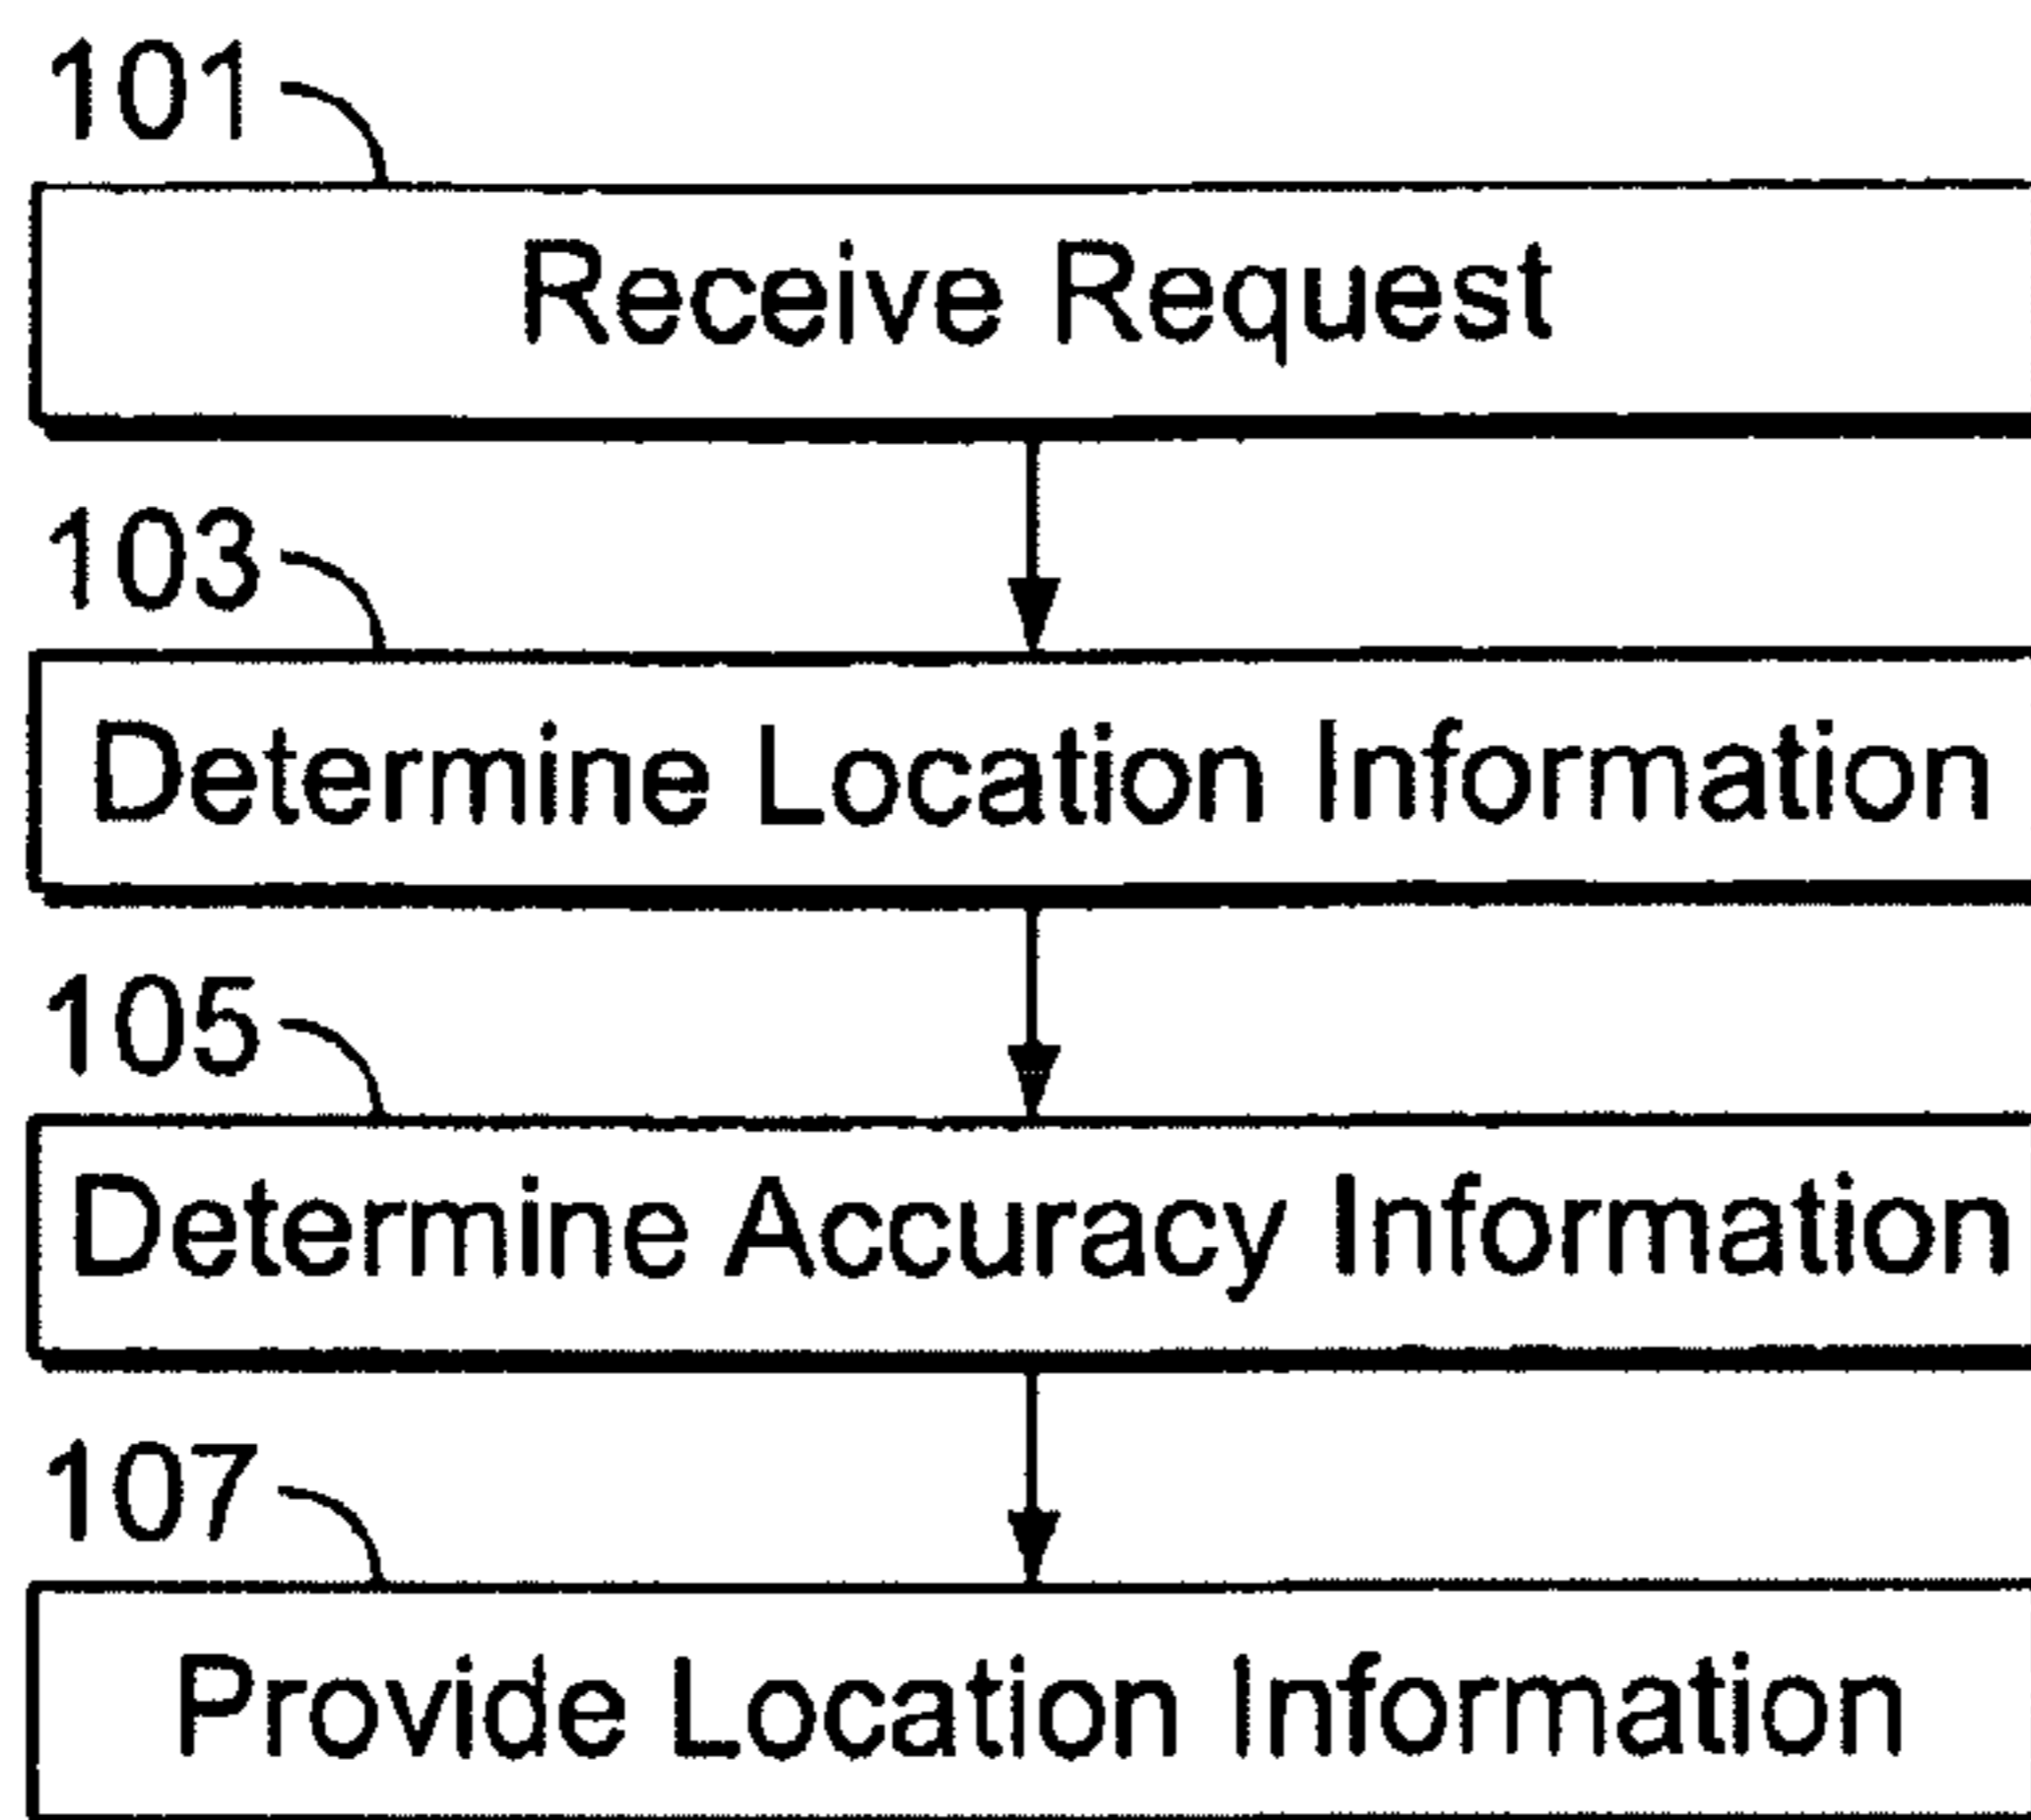 101
Receive Request
103
Determine Location Information
105
Determine Accuracy Information
107
Provide Location Information